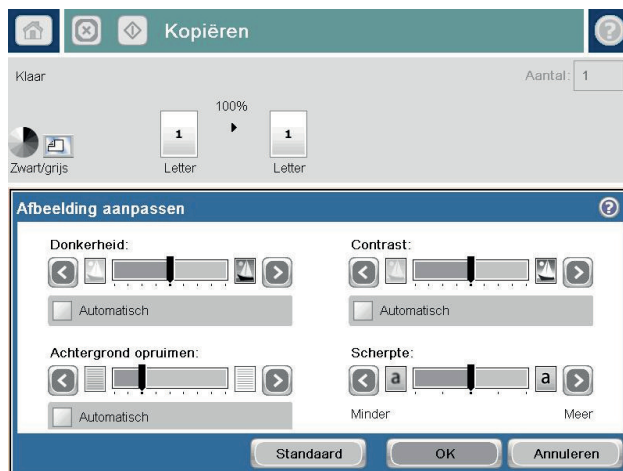 Kopiëren
Klaar
Aantal: 1
100%
1 1
Zwart/grijs Letter Letter
Afbeelding aanpassen
Donkerheid: Contrast:
Automatisch Automatisch
Achtergrond opruimen: Scherpte:
a a
Automatisch Minder Meer
Standaard OK Annuleren